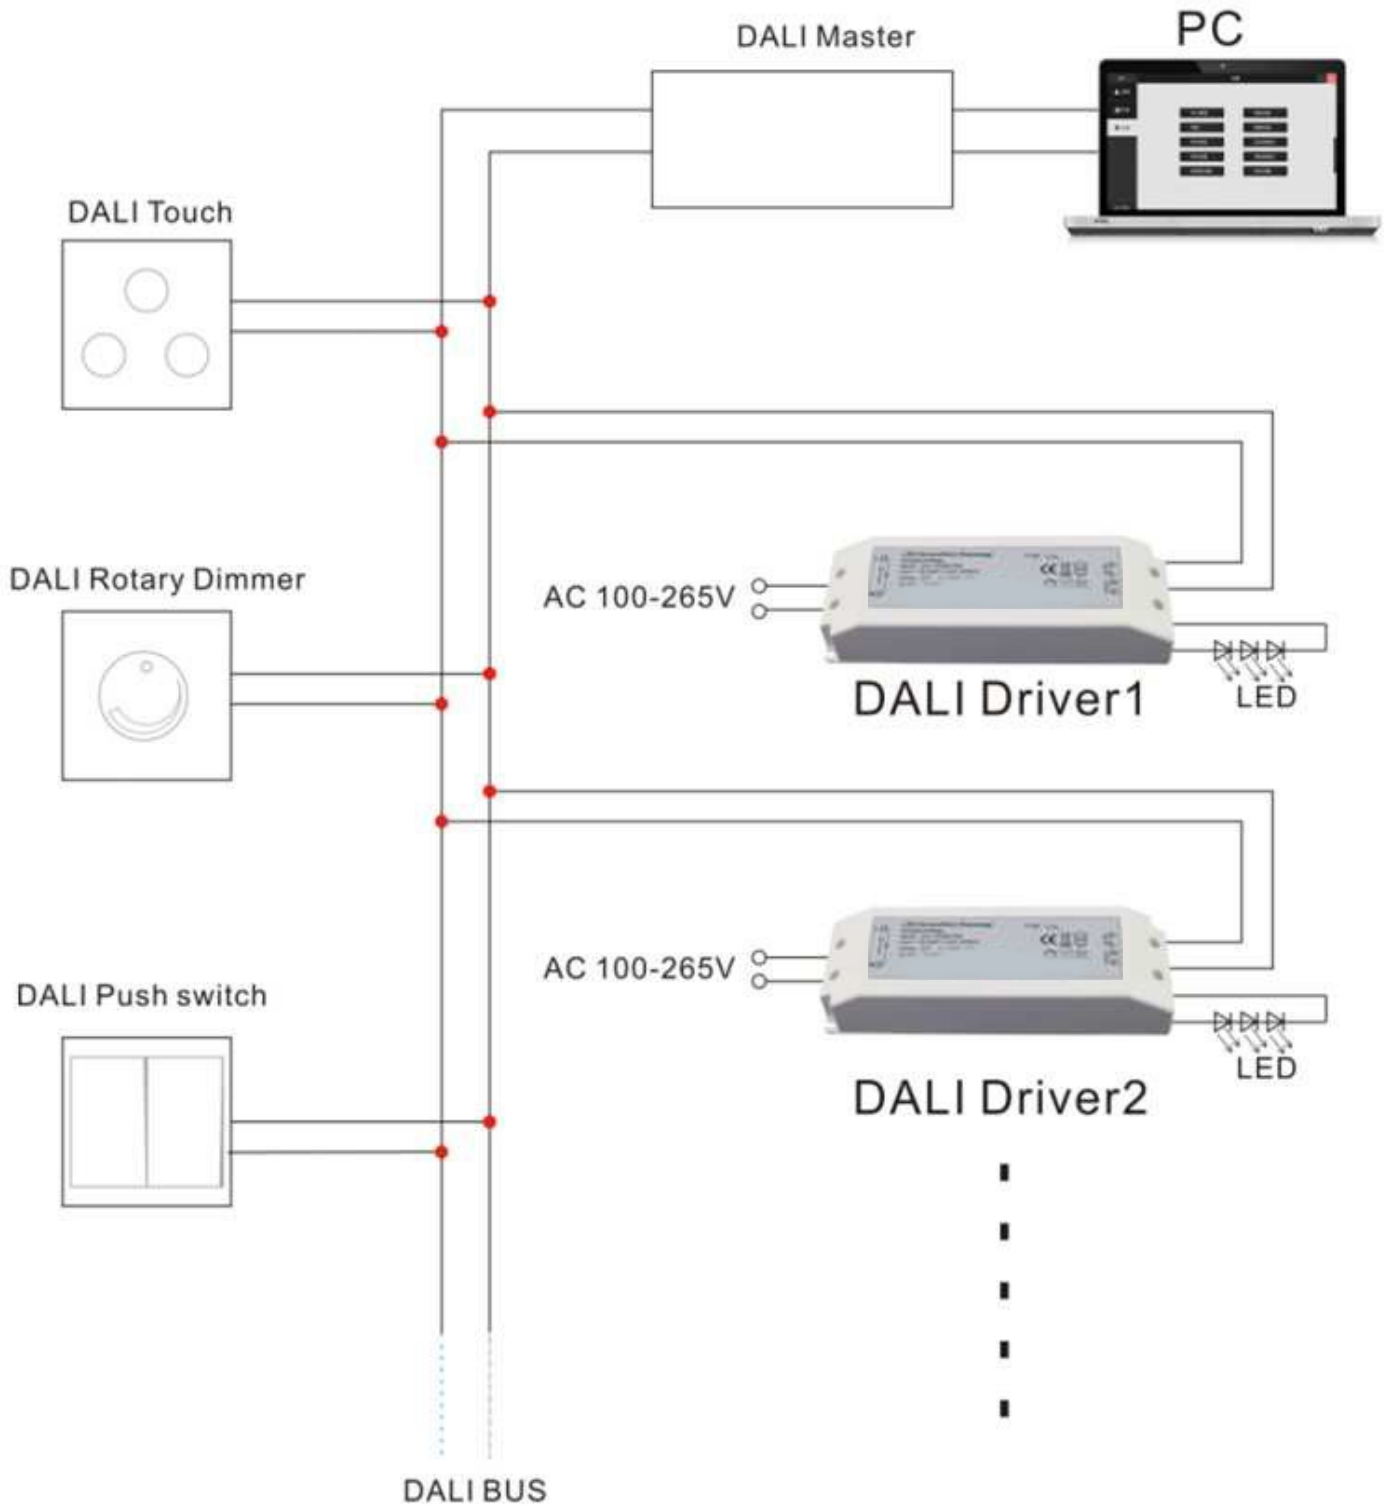 PC
DALI Master
DALI Touch
DALI Rotary Dimmer
AC 100-265V
LED
DALI Driver1
DALI Push switch
AC 100-265V
LED
DALI Driver2
DALI BUS